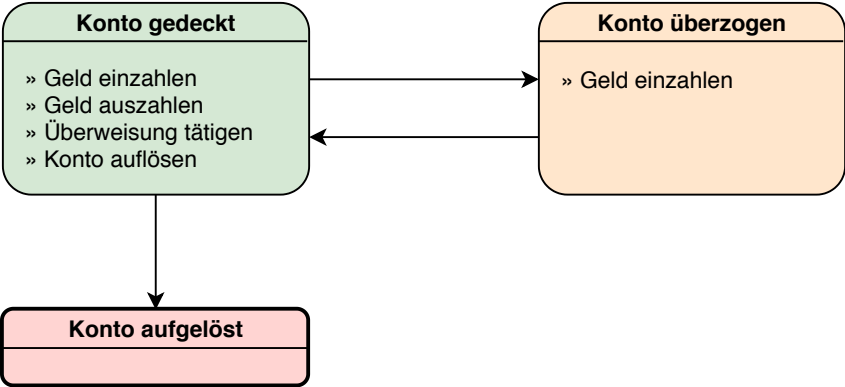 Konto gedeckt
» Geld einzahlen
» Geld auszahlen
» Überweisung tätigen
» Konto auflösen
Konto überzogen
» Geld einzahlen
Konto aufgelöst